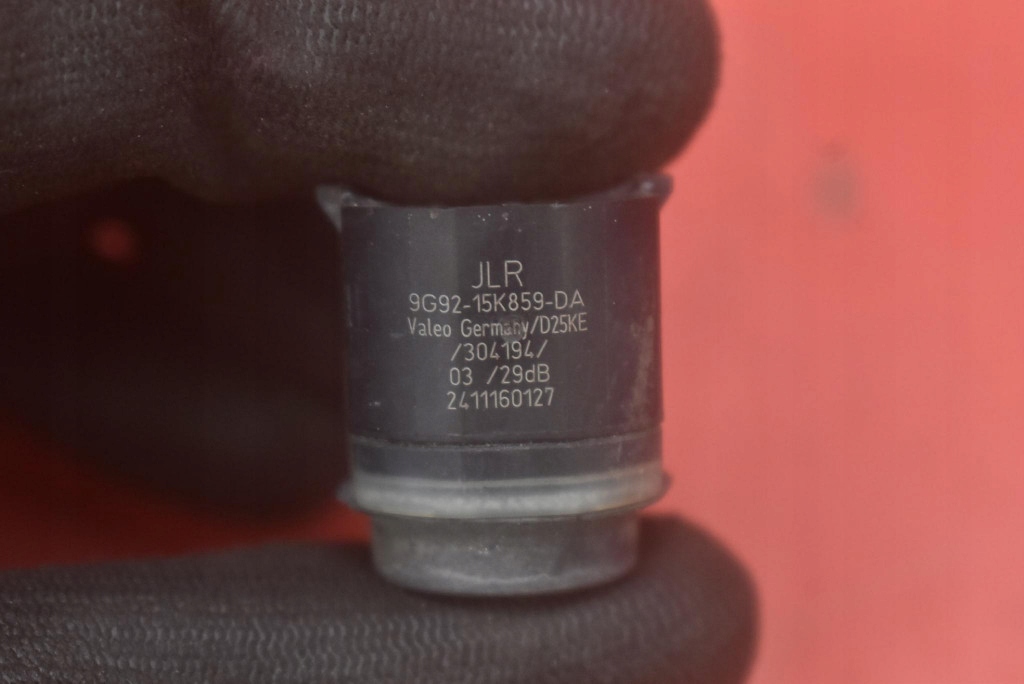 JLR
9G92-15K859-DA
Valeo Germany/D25KE
/304194/
03 /29dB
2411160127